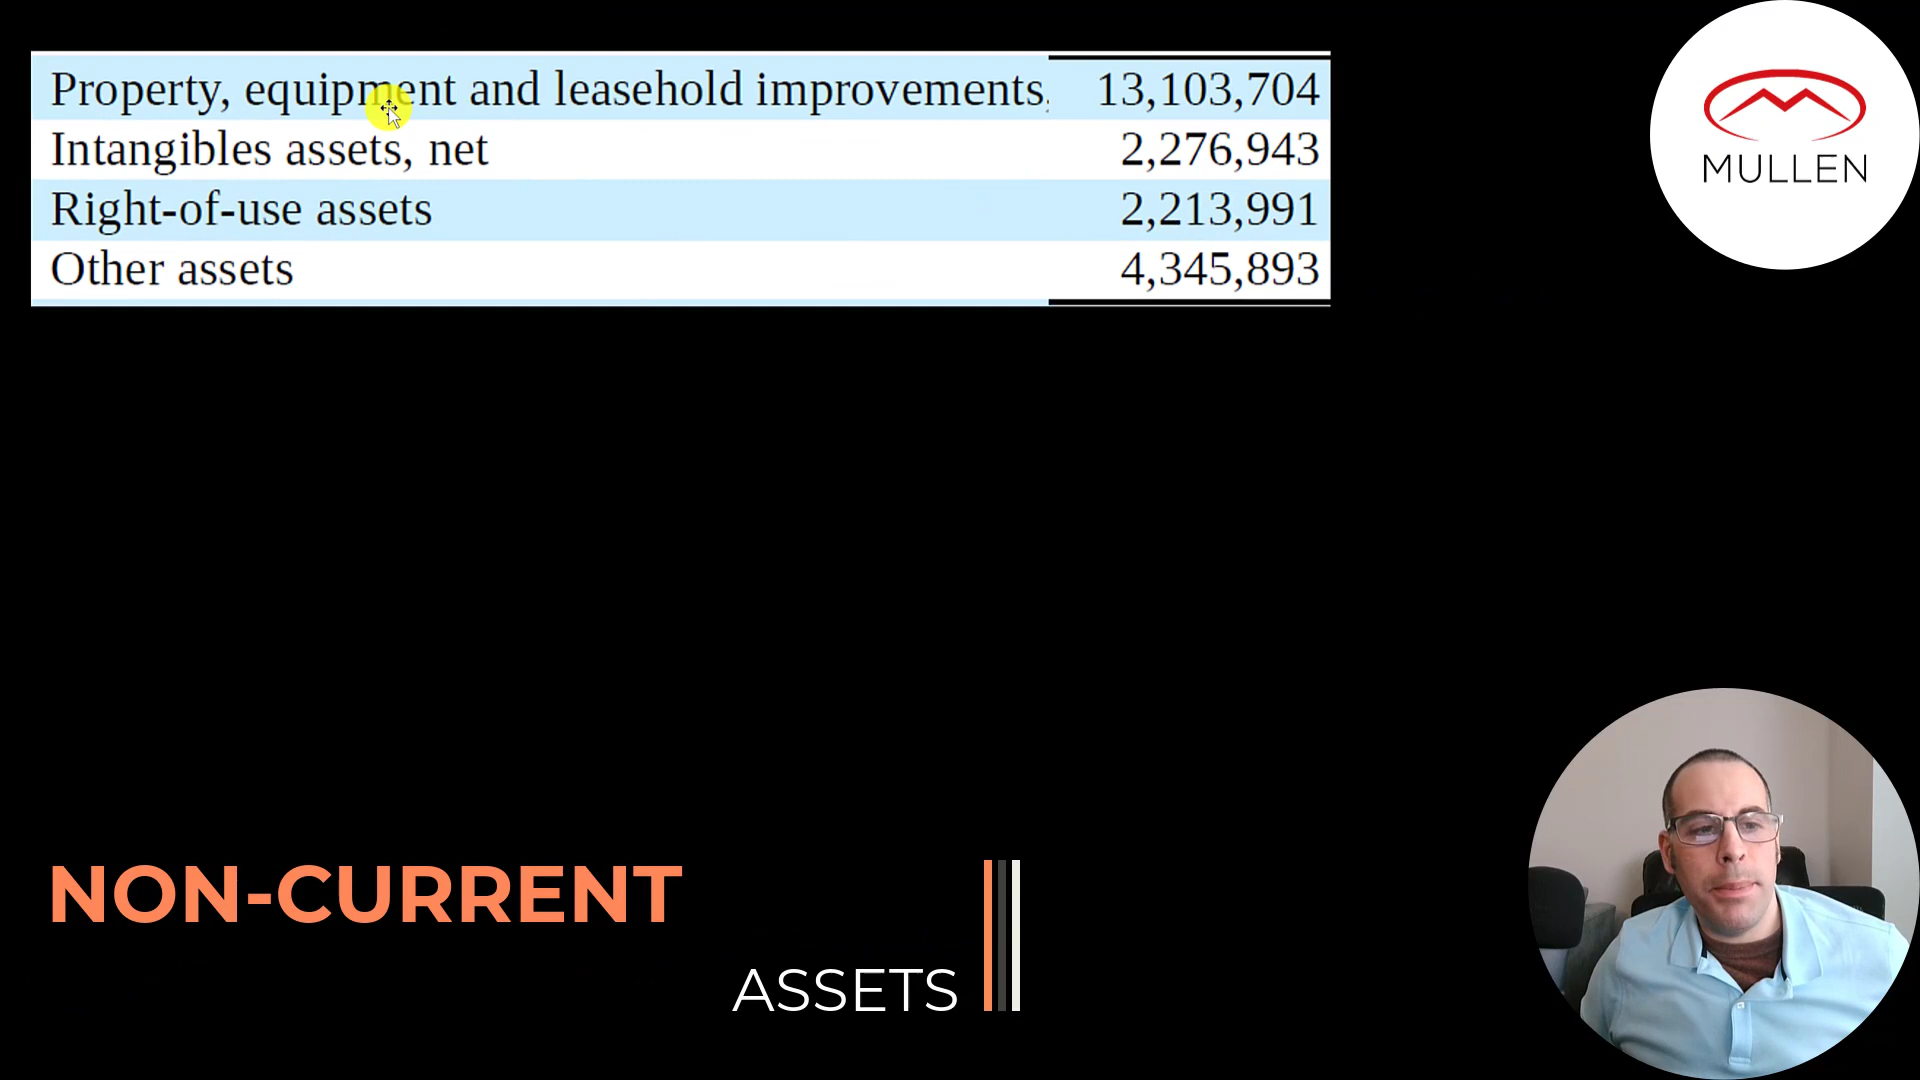 Property, equipment and leasehold improvements, 13,103,704
Intangibles assets, net 2,276,943
Right-of-use assets 2,213,991
Other assets 4,345,893
MULLEN
NON-CURRENT
ASSETS